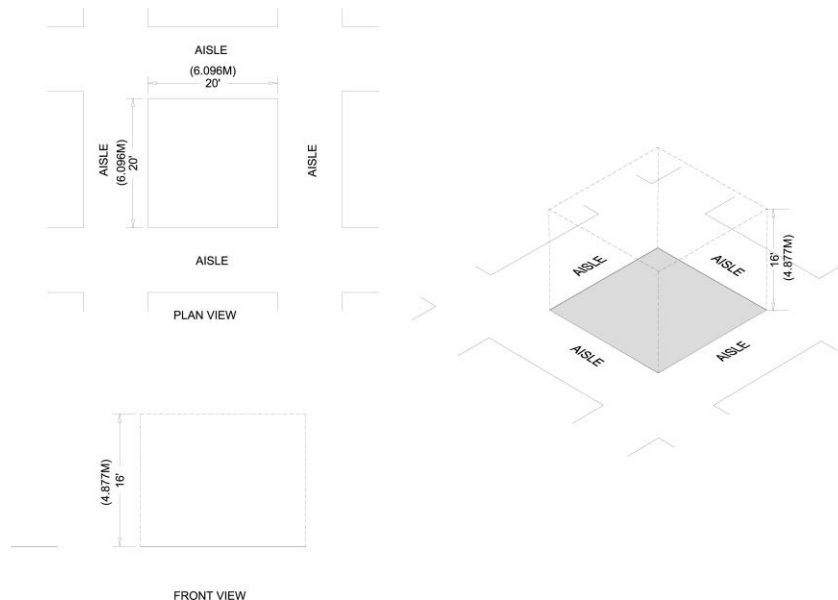 AISLE
(6.096M)
20'
AISLE
(6.096M)
20'
AISLE
AISLE
PLAN VIEW
AISLE
AISLE
16'
(4.877M)
AISLE
AISLE
(4.877M)
16'
FRONT VIEW